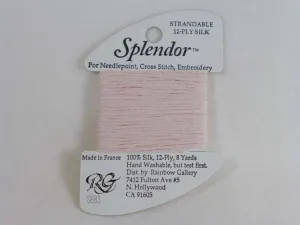 STRANDABLE
12-PLY SILK
Splendor™
For Needlepoint, Cross Stitch, Embroidery
Made in France
100% Silk, 12-Ply, 8 Yards
Hand Washable, but test first.
Dist. by Rainbow Gallery
7412 Fulton Ave #5
N. Hollywood
CA 91605
RG